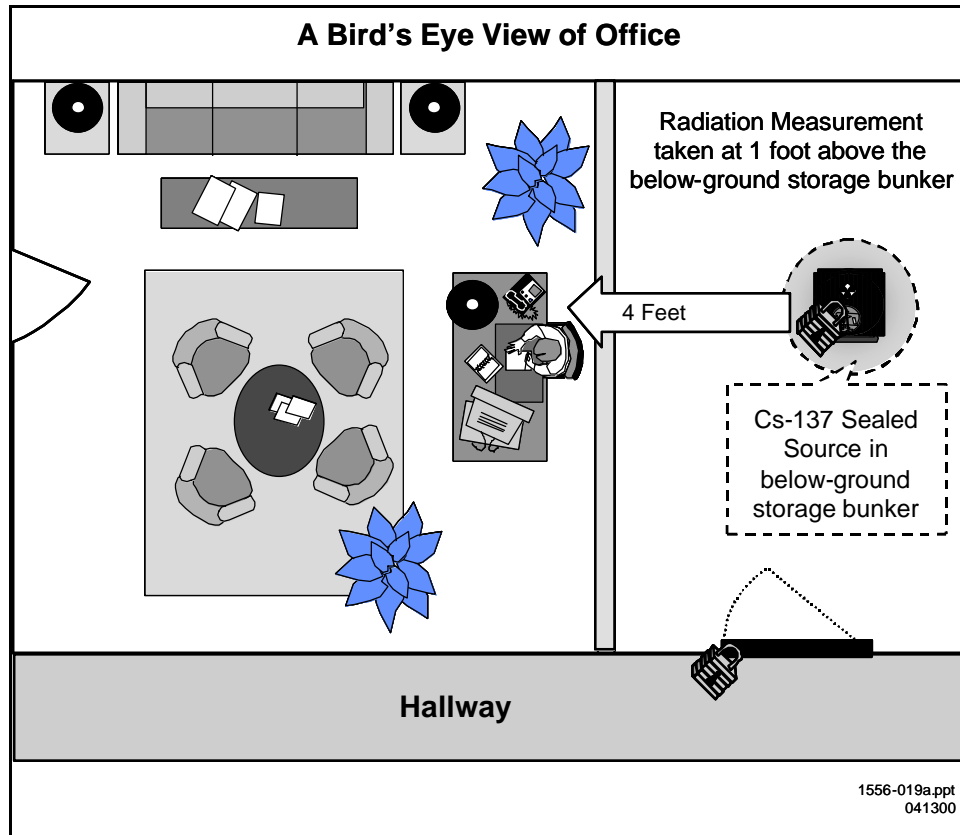 A Bird's Eye View of Office
Radiation Measurement
taken at 1 foot above the
below-ground storage bunker
4 Feet
Cs-137 Sealed
Source in
below-ground
storage bunker
Hallway
1556-019a.ppt
041300